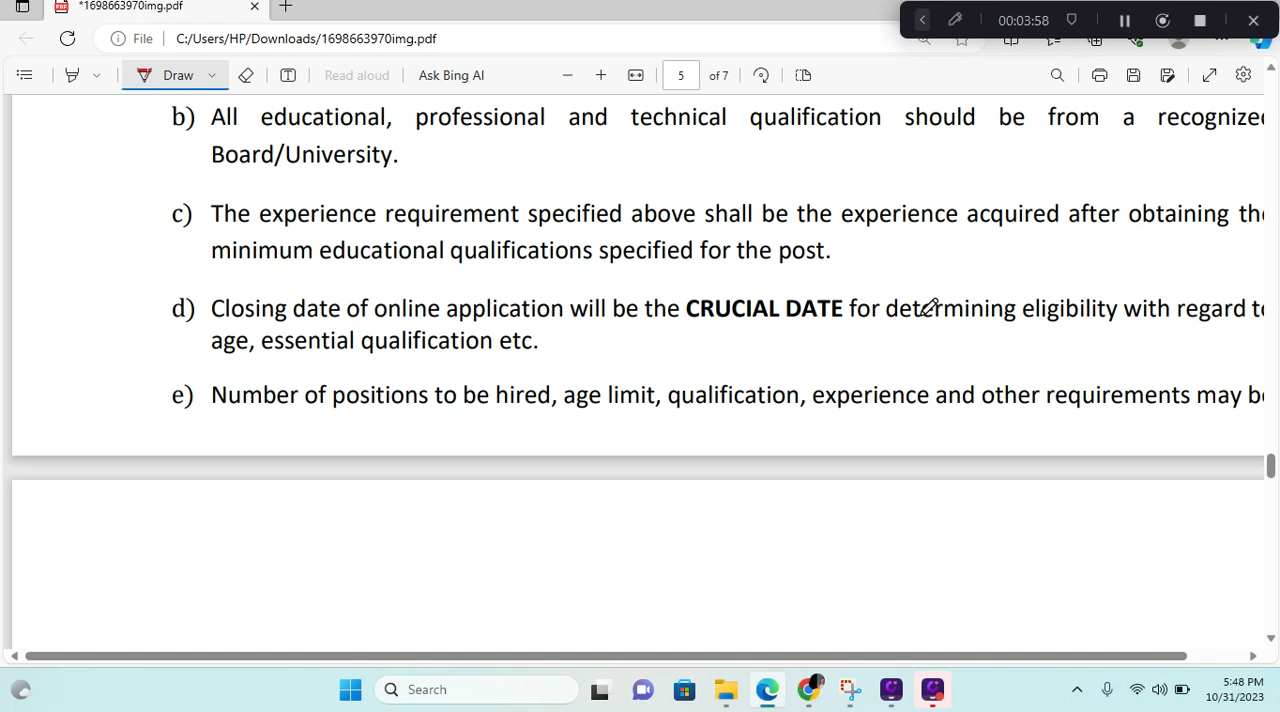 *1698663970img.pdf
00:03:58
File C:/Users/HP/Downloads/1698663970img.pdf
Draw Read aloud Ask Bing AI 5 of 7
b) All educational, professional and technical qualification should be from a recognized
Board/University.
c) The experience requirement specified above shall be the experience acquired after obtaining the
minimum educational qualifications specified for the post.
d) Closing date of online application will be the CRUCIAL DATE for determining eligibility with regard to
age, essential qualification etc.
e) Number of positions to be hired, age limit, qualification, experience and other requirements may be
Search
5:48 PM
10/31/2023